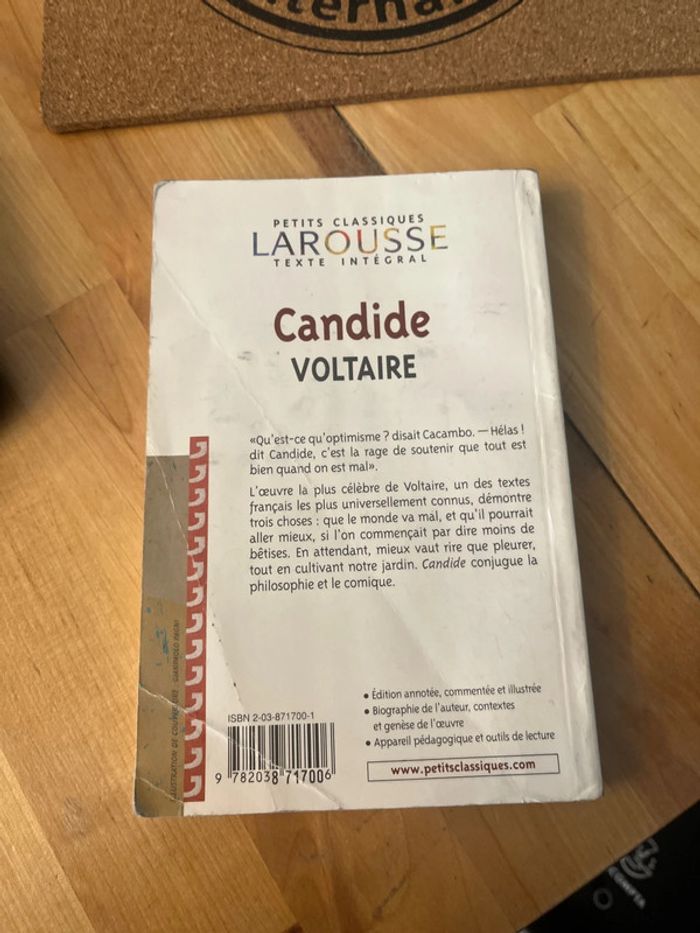 PETITS CLASSIQUES
LAROUSSE
TEXTE INTÉGRAL
Candide
VOLTAIRE
«Qu'est-ce qu'optimisme ? disait Cacambo. — Hélas !
dit Candide, c'est la rage de soutenir que tout est
bien quand on est mal».
L'œuvre la plus célèbre de Voltaire, un des textes
français les plus universellement connus, démontre
trois choses : que le monde va mal, et qu'il pourrait
aller mieux, si l'on commençait par dire moins de
bêtises. En attendant, mieux vaut rire que pleurer,
tout en cultivant notre jardin. Candide conjugue la
philosophie et le comique.
ILLUSTRATION DE COUVERTURE : GIANPAOLO PAGNI
• Édition annotée, commentée et illustrée
• Biographie de l'auteur, contextes
et genèse de l'œuvre
• Appareil pédagogique et outils de lecture
www.petitsclassiques.com
ISBN 2-03-871700-1
9 782038 717006